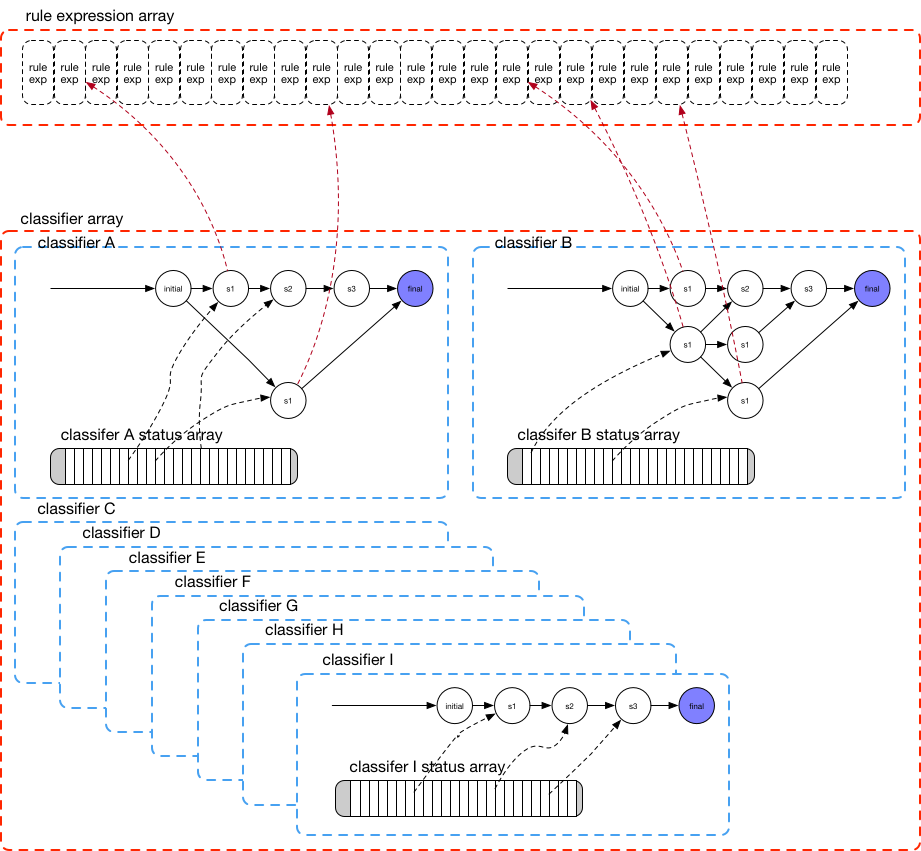 rule expression array
rule rule rule rule rule rule rule rule rule rule rule rule rule rule rule rule rule rule rule rule rule rule rule rule rule rule
exp exp exp exp exp exp exp exp exp exp exp exp exp exp exp exp exp exp exp exp exp exp exp exp exp exp
classifier array
classifier A
initial s1 s2 s3 final
s1
classifer A status array
classifier B
initial s1 s2 s3 final
s1 s1
s1
classifer B status array
classifier C
classifier D
classifier E
classifier F
classifier G
classifier H
classifier I
initial s1 s2 s3 final
classifer I status array